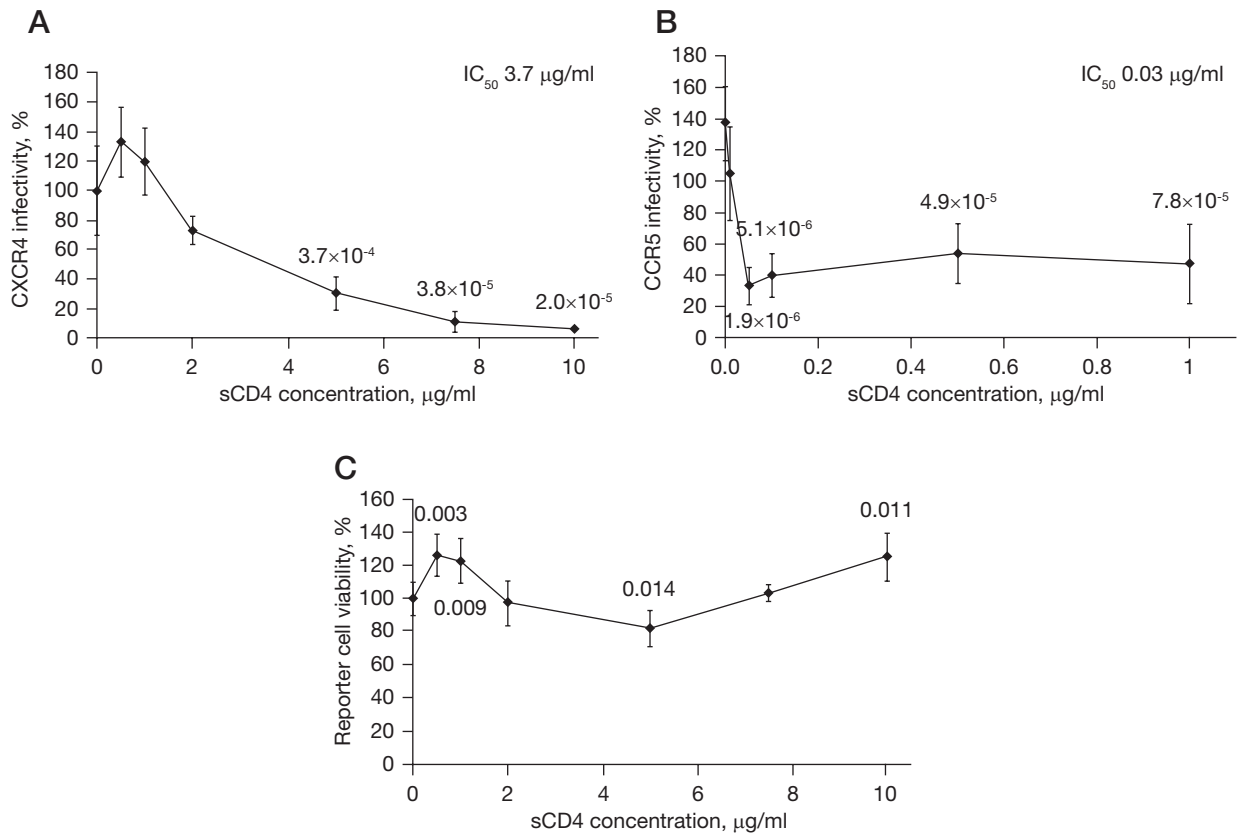 A
IC50 3.7 µg/ml
CXCR4 infectivity, %
180
160
140
120
100
80
60
40
20
0
3.7×10-4
3.8×10-5
2.0×10-5
0 2 4 6 8 10
sCD4 concentration, µg/ml
B
IC50 0.03 µg/ml
CCR5 infectivity, %
180
160
140
120
100
80
60
40
20
0
5.1×10-6
1.9×10-6
4.9×10-5
7.8×10-5
0.0 0.2 0.4 0.6 0.8 1
sCD4 concentration, µg/ml
C
Reporter cell viability, %
160
140
120
100
80
60
40
20
0
0.003
0.009
0.014
0.011
0 2 4 6 8 10
sCD4 concentration, µg/ml